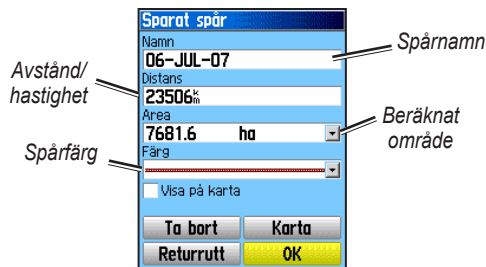 Sparat spår
Namn
06-JUL-07
Spårnamn
Avstånd/
hastighet
Distans
23506km
Area
7681.6 ha
Beräknat
område
Spårfärg
Färg
Visa på karta
Ta bort
Karta
Returrutt
OK